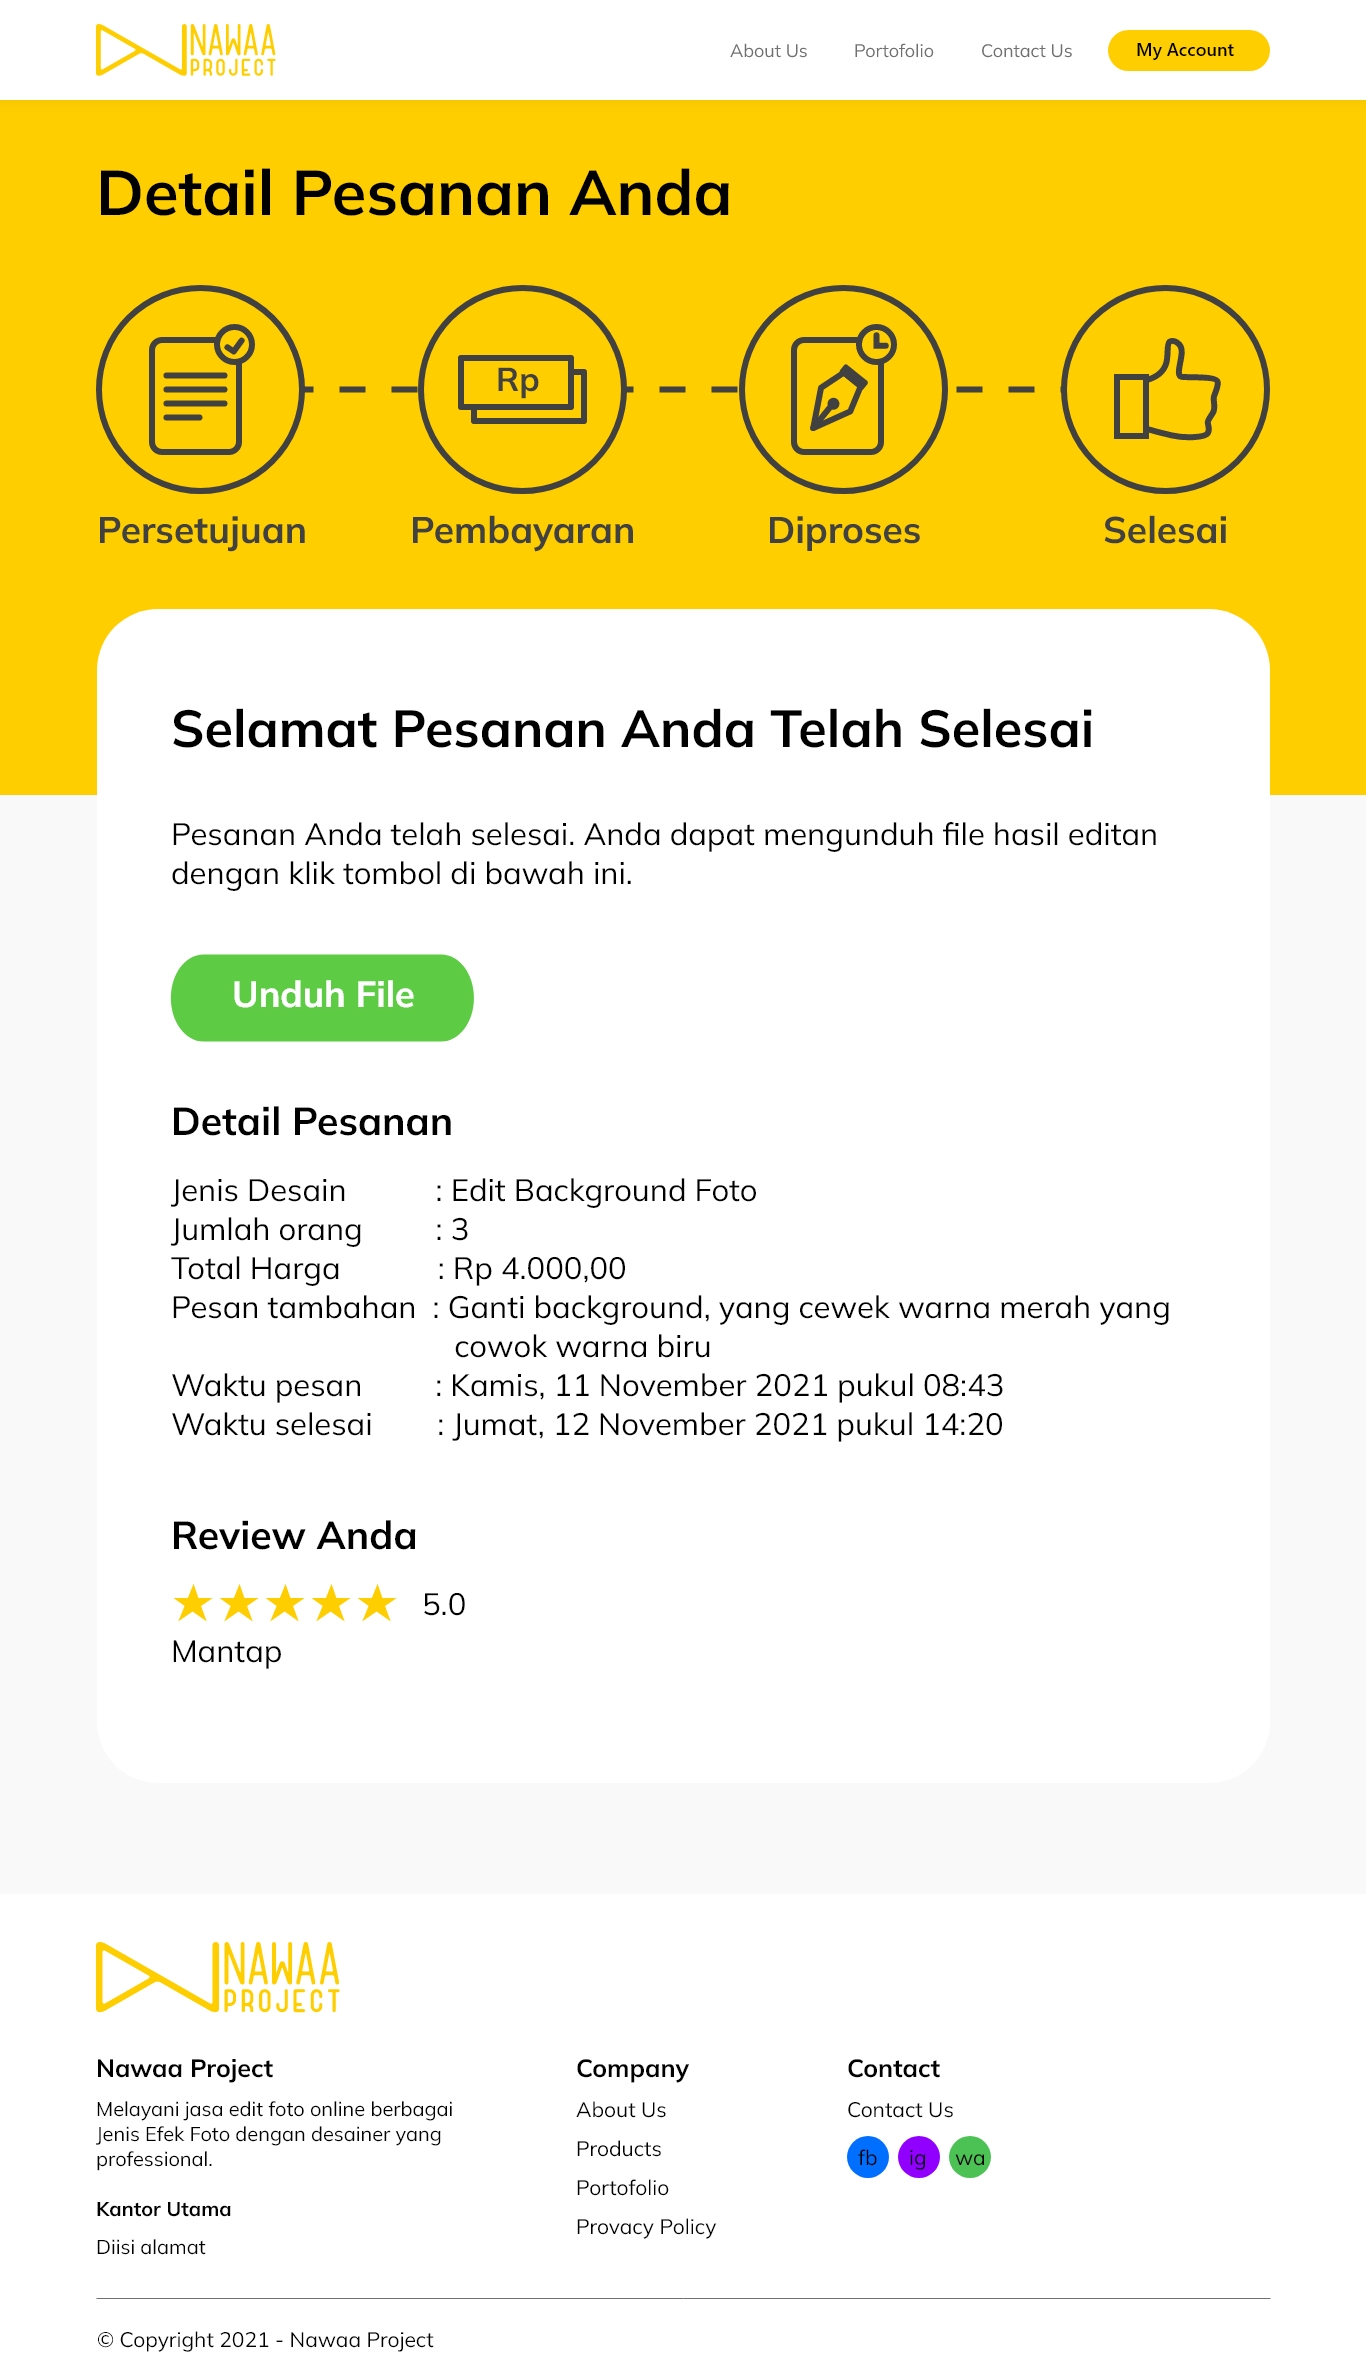 NAWAA
PROJECT
About Us
Portofolio
Contact Us
My Account
Detail Pesanan Anda
Rp
Persetujuan
Pembayaran
Diproses
Selesai
Selamat Pesanan Anda Telah Selesai
Pesanan Anda telah selesai. Anda dapat mengunduh file hasil editan
dengan klik tombol di bawah ini.
Unduh File
Detail Pesanan
Jenis Desain : Edit Background Foto
Jumlah orang : 3
Total Harga : Rp 4.000,00
Pesan tambahan : Ganti background, yang cewek warna merah yang
cowok warna biru
Waktu pesan : Kamis, 11 November 2021 pukul 08:43
Waktu selesai : Jumat, 12 November 2021 pukul 14:20
Review Anda
5.0
Mantap
NAWAA
PROJECT
Nawaa Project
Melayani jasa edit foto online berbagai
Jenis Efek Foto dengan desainer yang
professional.
Kantor Utama
Diisi alamat
Company
About Us
Products
Portofolio
Provacy Policy
Contact
Contact Us
fb ig wa
© Copyright 2021 - Nawaa Project